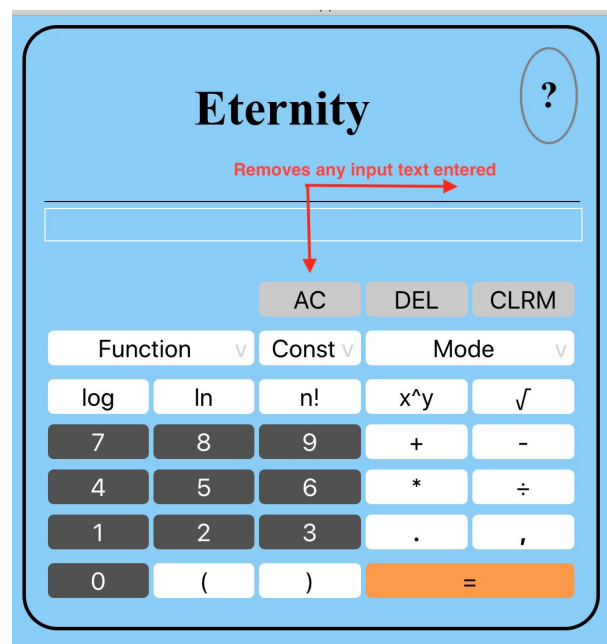 Eternity
?
Removes any input text entered
AC DEL CLRM
Function v Const v Mode v
log ln n! x^y √
7 8 9 + -
4 5 6 * ÷
1 2 3 . ,
0 ( ) =